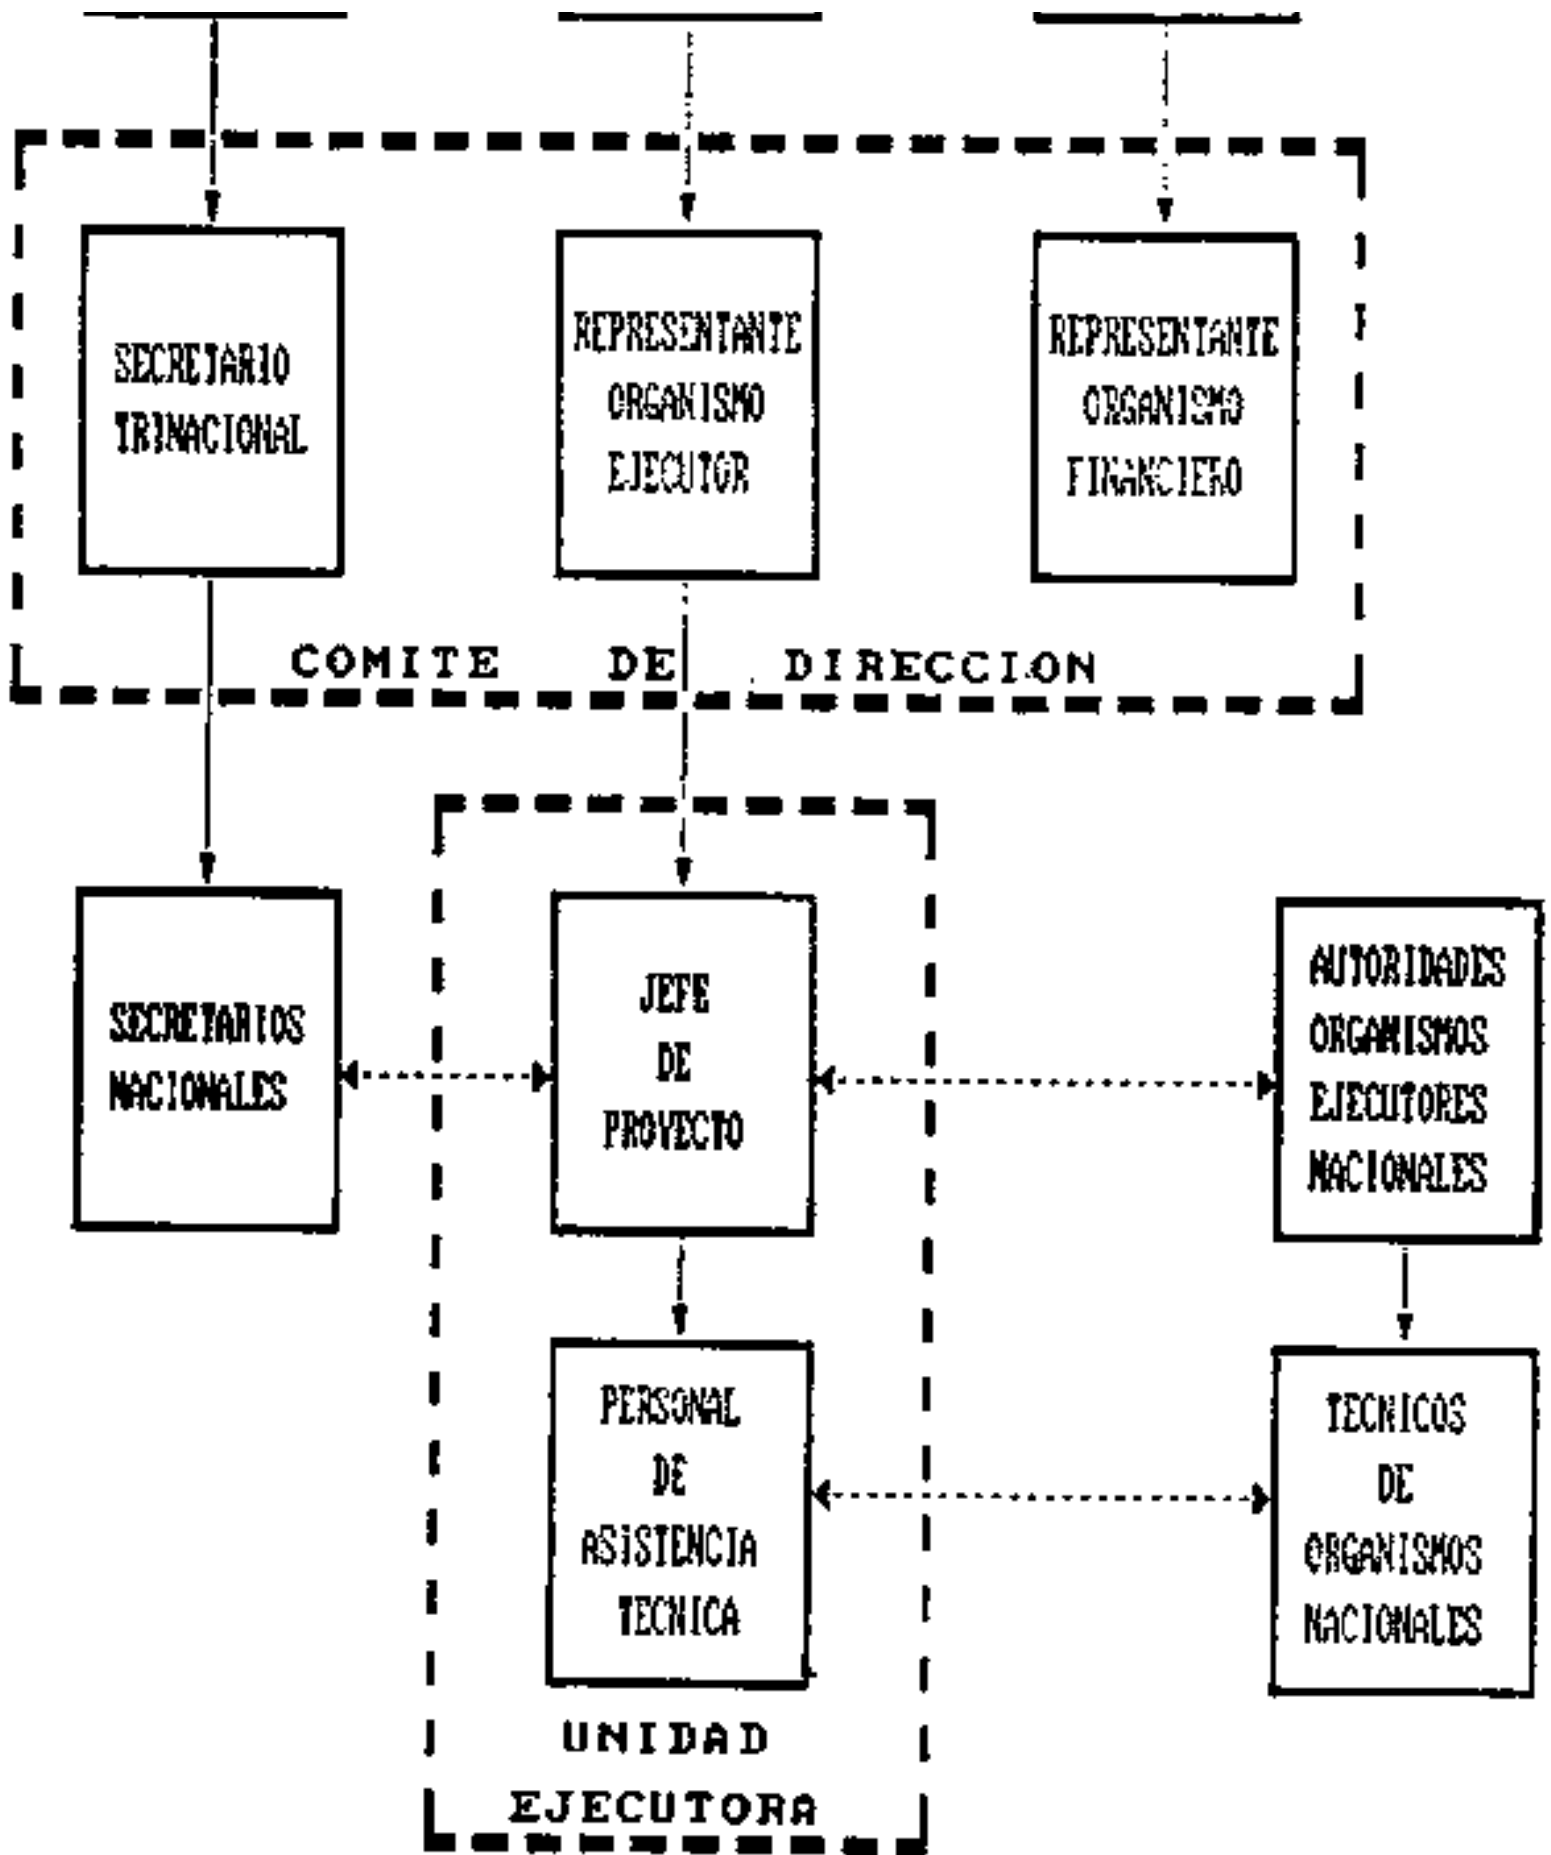 SECRETARIO
TRINACIONAL
REPRESENTANTE
ORGANISMO
EJECUTOR
REPRESENTANTE
ORGANISMO
FINANCIERO
COMITE DE DIRECCION
SECRETARIOS
NACIONALES
JEFE
DE
PROYECTO
AUTORIDADES
ORGANISMOS
EJECUTORES
NACIONALES
PERSONAL
DE
ASISTENCIA
TECNICA
TECNICOS
DE
ORGANISMOS
NACIONALES
UNIDAD
EJECUTORA